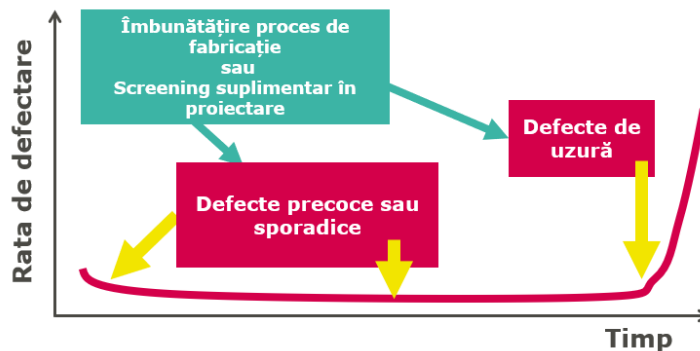 Îmbunătățire proces de
fabricație
sau
Screening suplimentar în
proiectare
Defecte de
uzură
Defecte precoce sau
sporadice
Rata de defectare
Timp